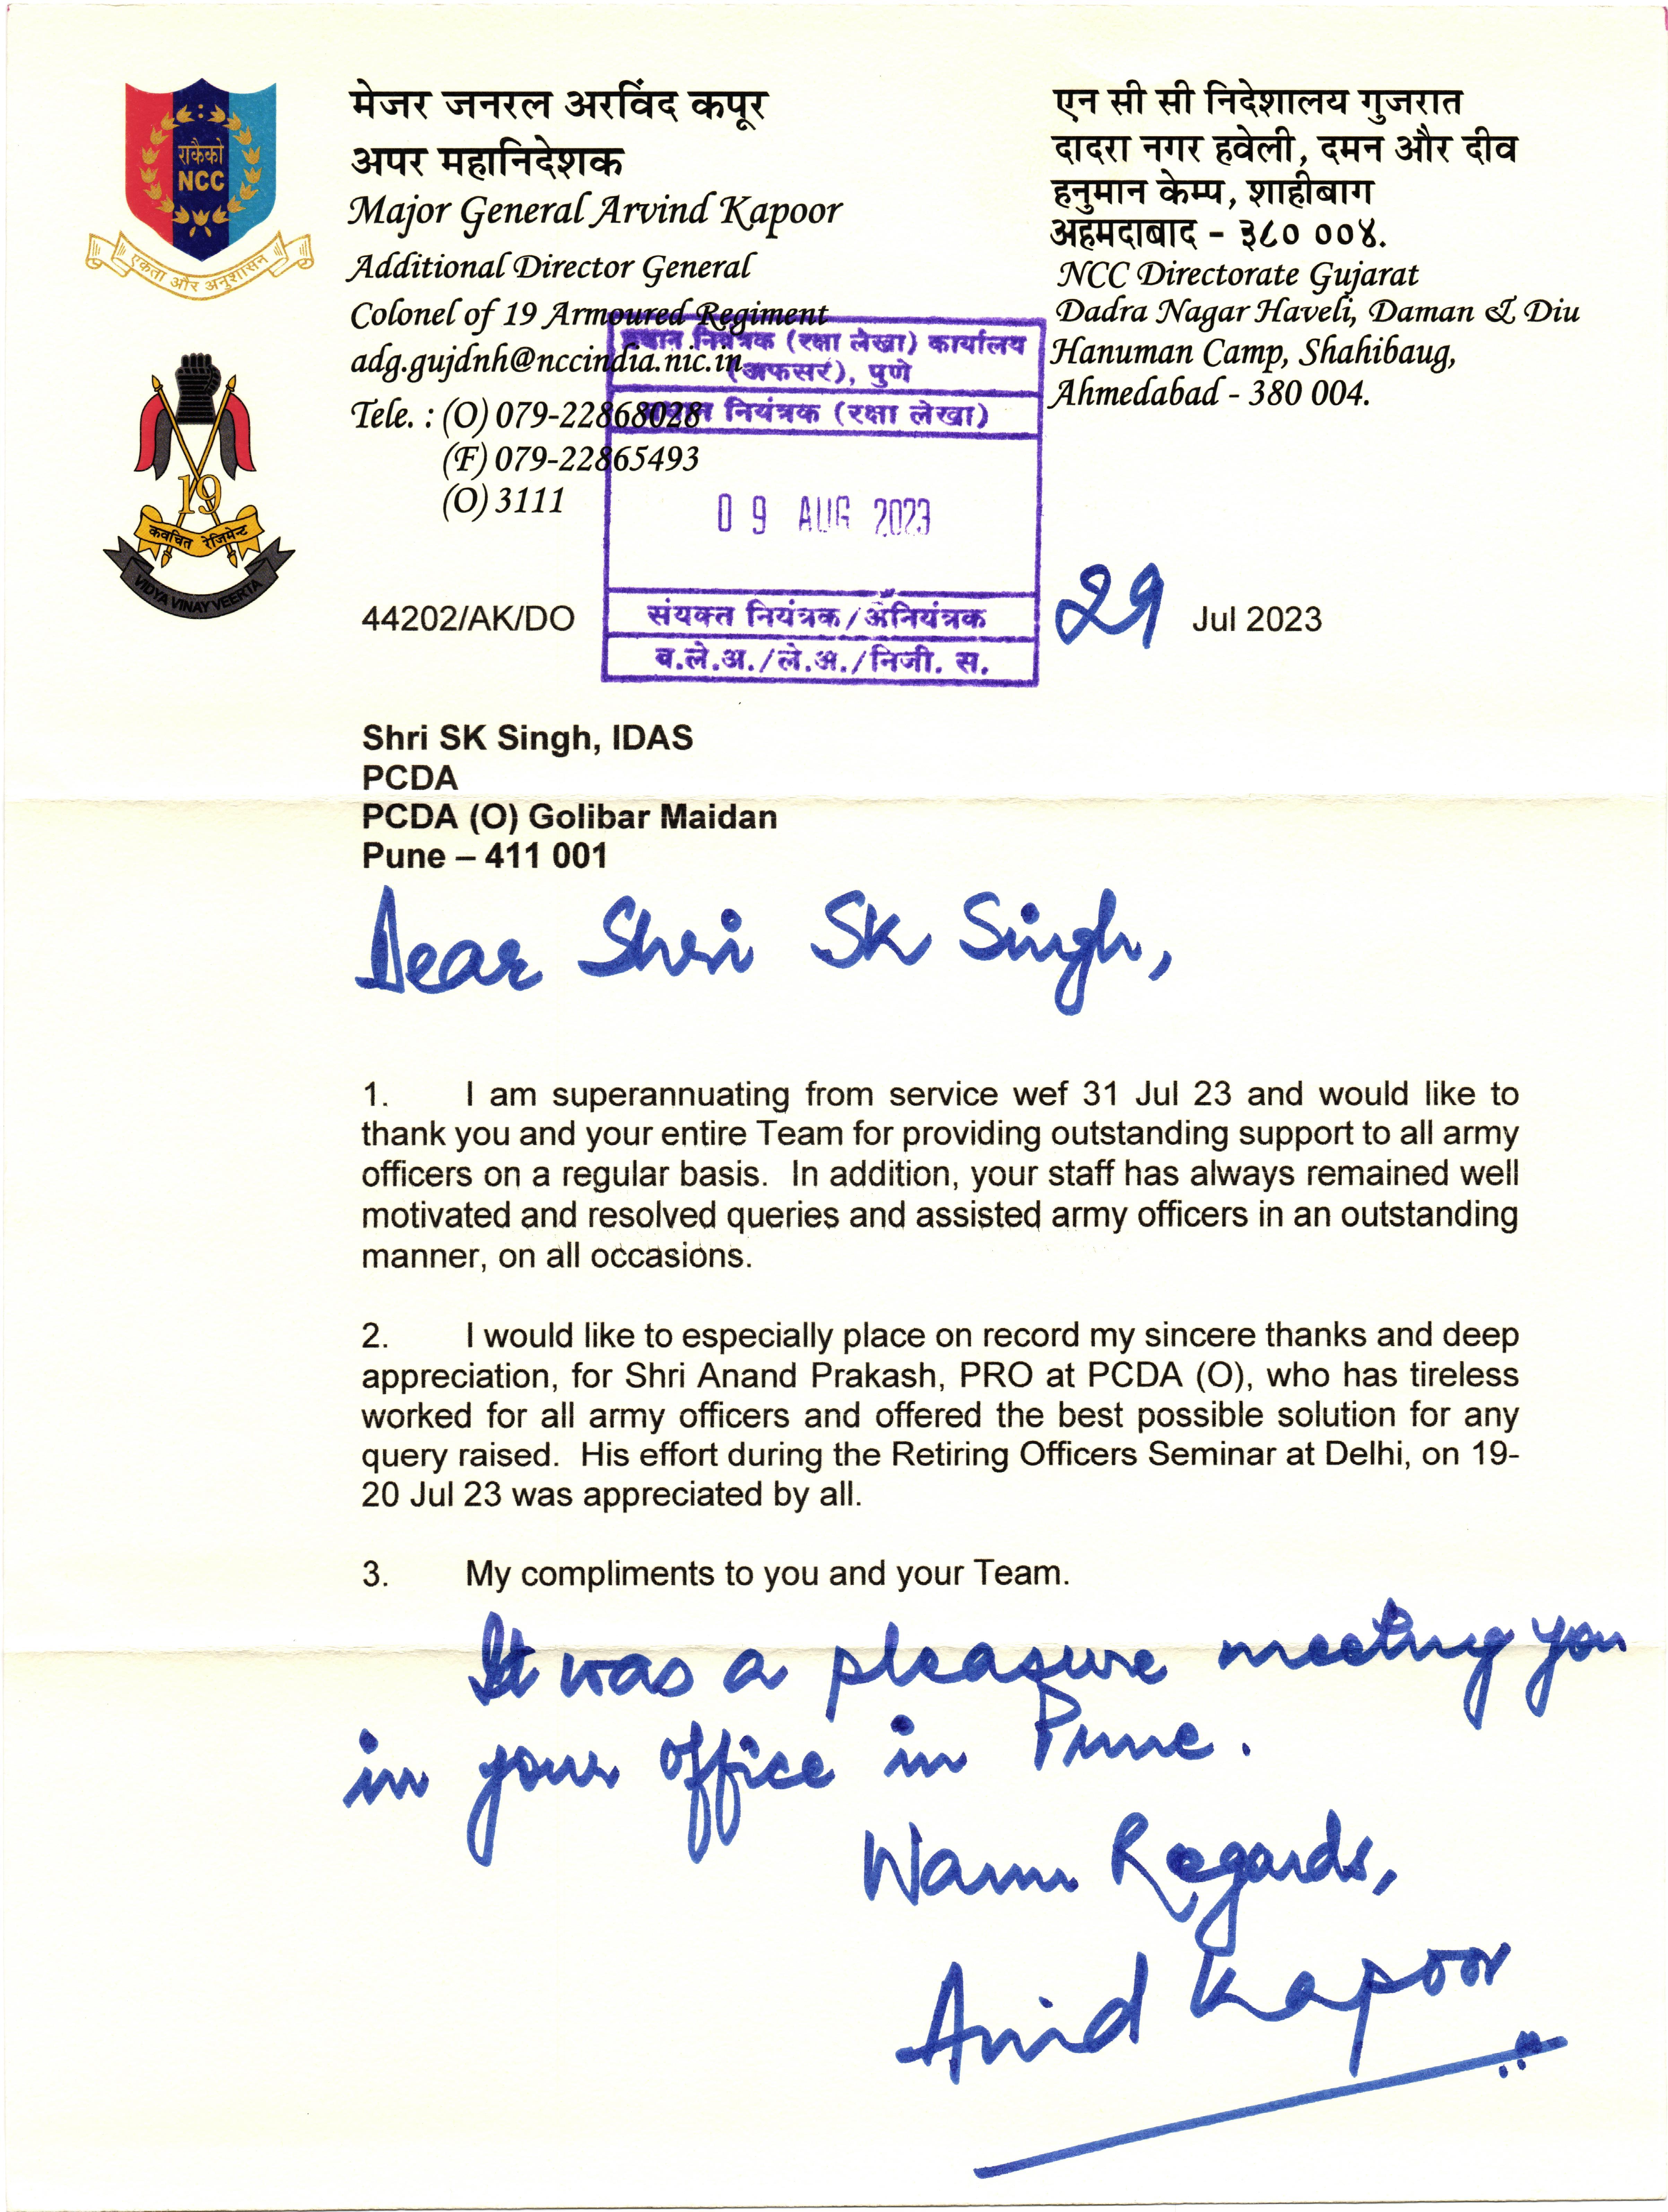 राकैको
NCC
एकता और अनुशासन
मेजर जनरल अरविंद कपूर
अपर महानिदेशक
Major General Arvind Kapoor
Additional Director General
Colonel of 19 Armoured Regiment
adg.gujdnh@nccindia.nic.in
Tele. : (O) 079-22868028
(F) 079-22865493
(O) 3111
एन सी सी निदेशालय गुजरात
दादरा नगर हवेली, दमन और दीव
हनुमान केम्प, शाहीबाग
अहमदाबाद - ३८० ००४.
NCC Directorate Gujarat
Dadra Nagar Haveli, Daman & Diu
Hanuman Camp, Shahibaug,
Ahmedabad - 380 004.
19
कवचित रेजिमेन्ट
VIDYA VINAY VEERTA
प्रधान नियंत्रक (रक्षा लेखा) कार्यालय
(अफसर), पुणे
प्रधान नियंत्रक (रक्षा लेखा)
09 AUG 2023
संयक्त नियंत्रक/
व.ले.अ./ले.अ./निजी. स.
44202/AK/DO
29 Jul 2023
Shri SK Singh, IDAS
PCDA
PCDA (O) Golibar Maidan
Pune – 411 001
Dear Shri SK Singh,
1. I am superannuating from service wef 31 Jul 23 and would like to
thank you and your entire Team for providing outstanding support to all army
officers on a regular basis. In addition, your staff has always remained well
motivated and resolved queries and assisted army officers in an outstanding
manner, on all occasions.
2. I would like to especially place on record my sincere thanks and deep
appreciation, for Shri Anand Prakash, PRO at PCDA (O), who has tireless
worked for all army officers and offered the best possible solution for any
query raised. His effort during the Retiring Officers Seminar at Delhi, on 19-
20 Jul 23 was appreciated by all.
3. My compliments to you and your Team.
It was a pleasure meeting you
in your office in Pune.
Warm Regards,
Arvind Kapoor